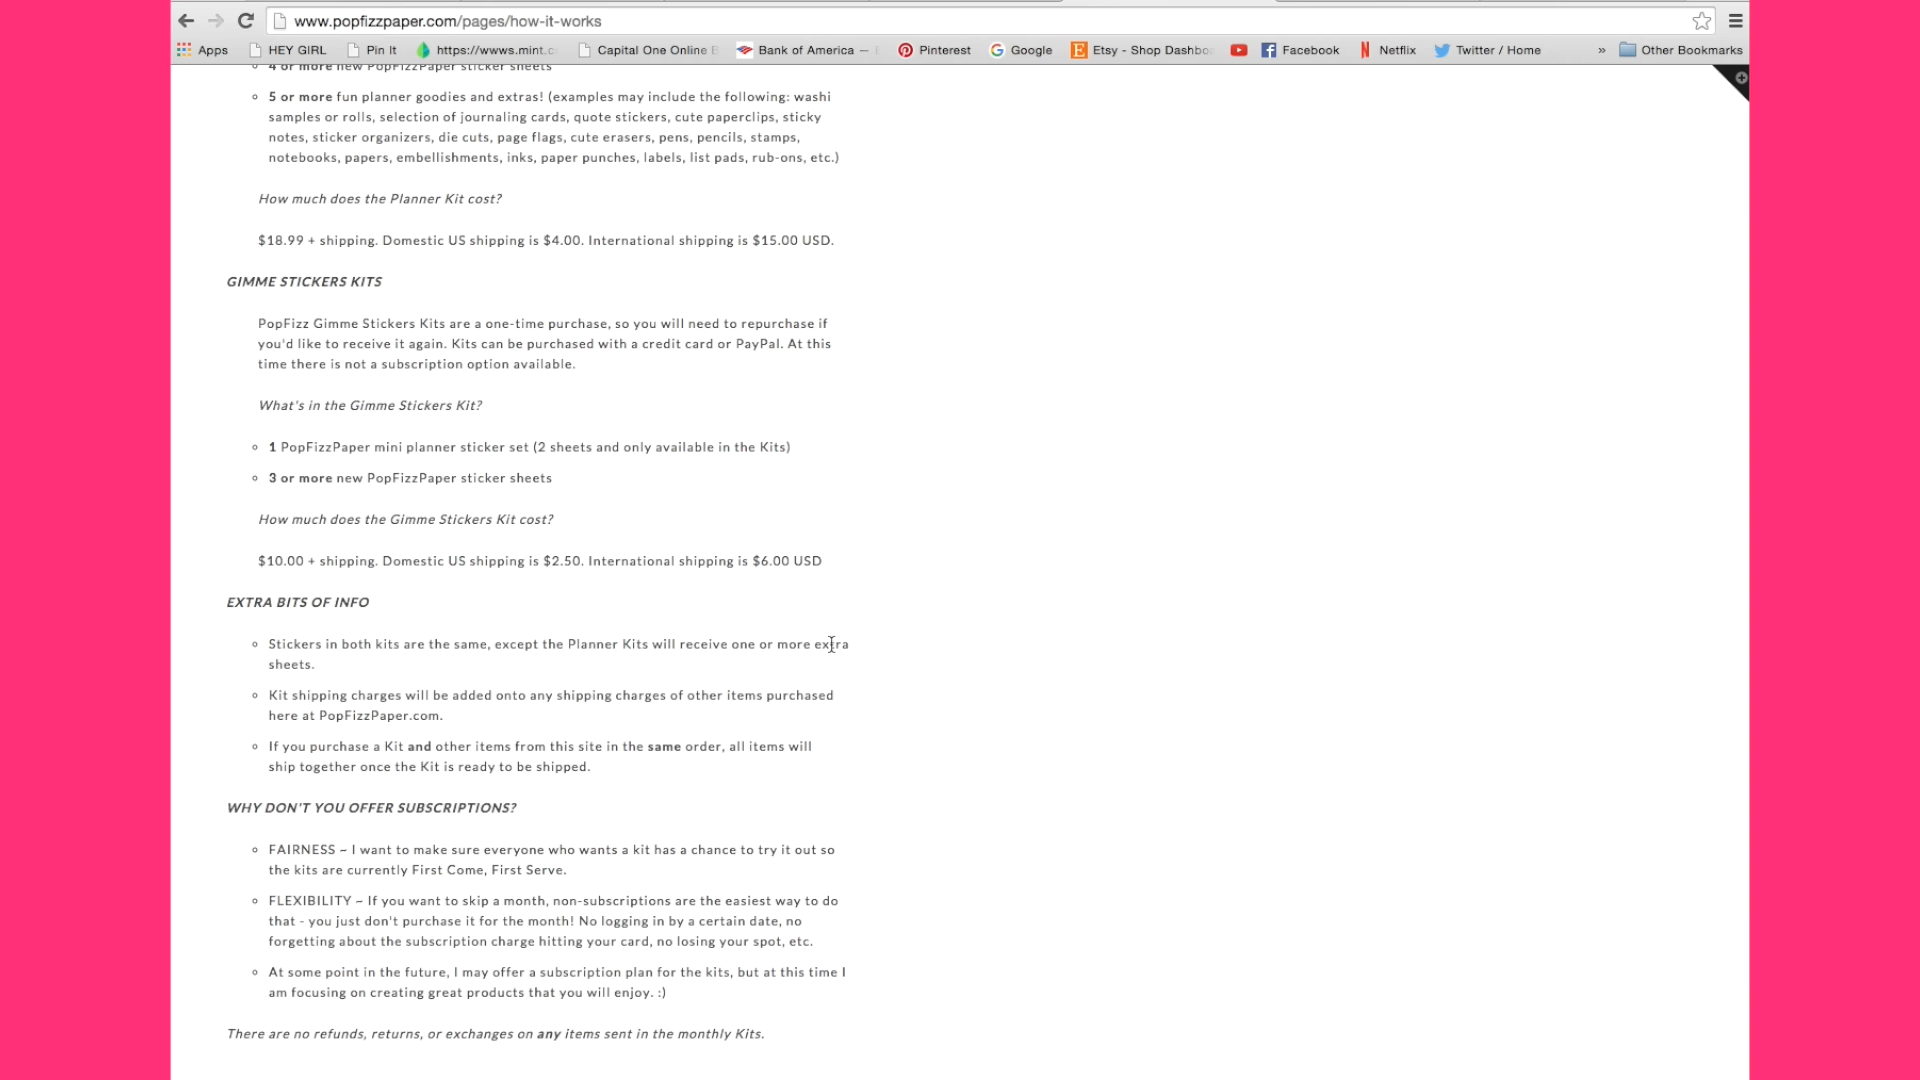 www.popfizzpaper.com/pages/how-it-works
Apps HEY GIRL Pin It https://wwws.mint.c Capital One Online B Bank of America — Pinterest Google Etsy - Shop Dashbo Facebook Netflix Twitter / Home » Other Bookmarks
4 or more new PopFizzPaper sticker sheets
5 or more fun planner goodies and extras! (examples may include the following: washi
samples or rolls, selection of journaling cards, quote stickers, cute paperclips, sticky
notes, sticker organizers, die cuts, page flags, cute erasers, pens, pencils, stamps,
notebooks, papers, embellishments, inks, paper punches, labels, list pads, rub-ons, etc.)
How much does the Planner Kit cost?
$18.99 + shipping. Domestic US shipping is $4.00. International shipping is $15.00 USD.
GIMME STICKERS KITS
PopFizz Gimme Stickers Kits are a one-time purchase, so you will need to repurchase if
you'd like to receive it again. Kits can be purchased with a credit card or PayPal. At this
time there is not a subscription option available.
What's in the Gimme Stickers Kit?
1 PopFizzPaper mini planner sticker set (2 sheets and only available in the Kits)
3 or more new PopFizzPaper sticker sheets
How much does the Gimme Stickers Kit cost?
$10.00 + shipping. Domestic US shipping is $2.50. International shipping is $6.00 USD
EXTRA BITS OF INFO
Stickers in both kits are the same, except the Planner Kits will receive one or more extra
sheets.
Kit shipping charges will be added onto any shipping charges of other items purchased
here at PopFizzPaper.com.
If you purchase a Kit and other items from this site in the same order, all items will
ship together once the Kit is ready to be shipped.
WHY DON'T YOU OFFER SUBSCRIPTIONS?
FAIRNESS ~ I want to make sure everyone who wants a kit has a chance to try it out so
the kits are currently First Come, First Serve.
FLEXIBILITY ~ If you want to skip a month, non-subscriptions are the easiest way to do
that - you just don't purchase it for the month! No logging in by a certain date, no
forgetting about the subscription charge hitting your card, no losing your spot, etc.
At some point in the future, I may offer a subscription plan for the kits, but at this time I
am focusing on creating great products that you will enjoy. :)
There are no refunds, returns, or exchanges on any items sent in the monthly Kits.